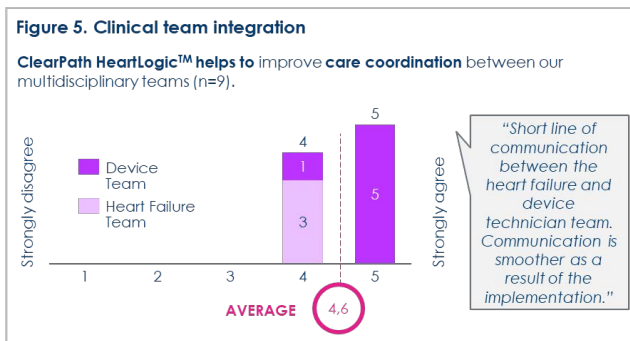 Figure 5. Clinical team integration
ClearPath HeartLogic™ helps to improve care coordination between our
multidisciplinary teams (n=9).
Strongly disagree
Device
Team
Heart Failure
Team
4
1
3
5
5
1
2
3
4
5
AVERAGE
4,6
Strongly agree
“Short line of
communication
between the
heart failure and
device
technician team.
Communication is
smoother as a
result of the
implementation.”